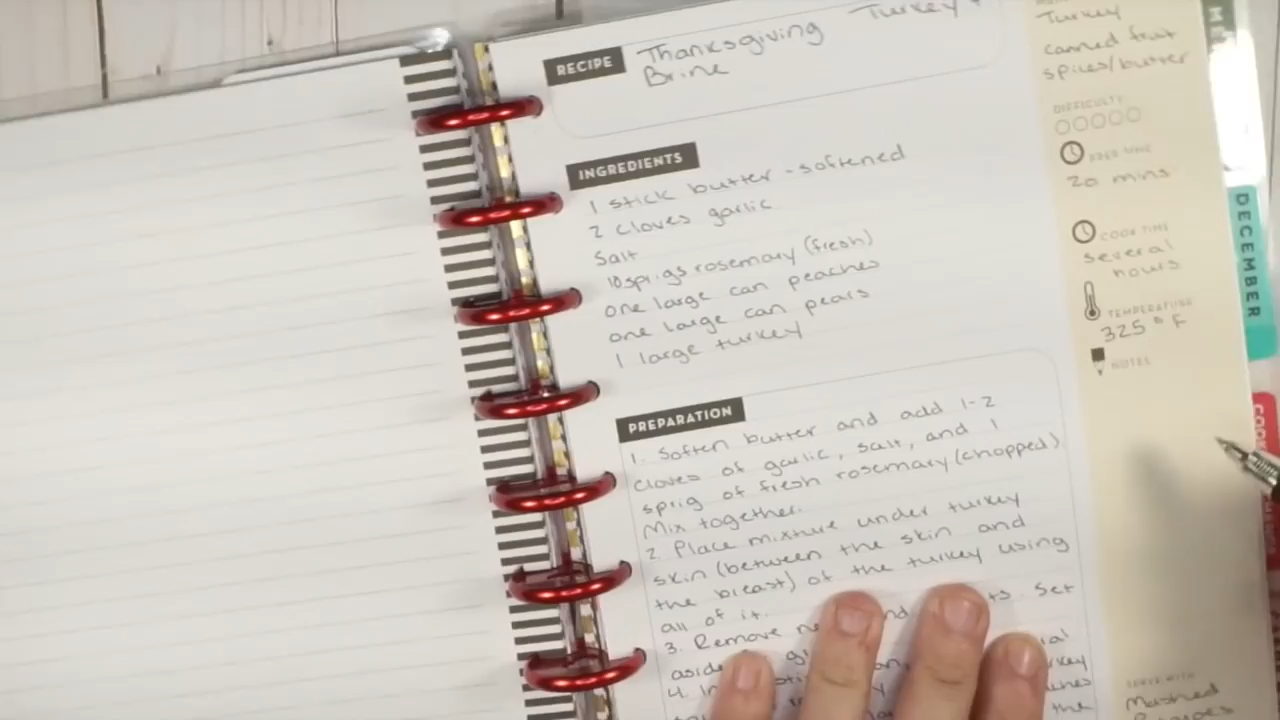 RECIPE
Thanksgiving Turkey
Brine
INGREDIENTS
1 stick butter - softened
2 cloves garlic
Salt
10 sprigs rosemary (fresh)
one large can peaches
one large can pears
1 large turkey
PREPARATION
1. Soften butter and add 1-2
cloves of garlic, salt, and 1
sprig of fresh rosemary (chopped)
Mix together.
2. Place mixture under turkey
skin (between the skin and
the breast) of the turkey using
all of it.
3. Remove Set
aside
4.
the
Turkey
canned fruit
spices/butter
DIFFICULTY
PREP TIME
20 mins
COOK TIME
several
hours
TEMPERATURE
325° F
NOTES
SERVE WITH
Mashed
DECEMBER